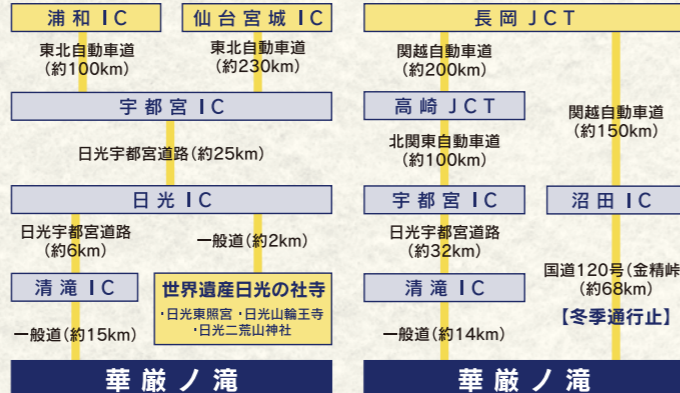 浦和IC
仙台宮城IC
東北自動車道
(約100km)
東北自動車道
(約230km)
宇都宮IC
日光宇都宮道路(約25km)
日光IC
日光宇都宮道路
(約6km)
一般道(約2km)
清滝IC
世界遺産日光の社寺
・日光東照宮・日光山輪王寺
・日光二荒山神社
一般道(約15km)
華厳ノ滝
長岡JCT
関越自動車道
(約200km)
関越自動車道
(約150km)
高崎JCT
北関東自動車道
(約100km)
宇都宮IC
沼田IC
日光宇都宮道路
(約32km)
国道120号(金精峠
(約68km)
【冬季通行止】
清滝IC
一般道(約14km)
華厳ノ滝